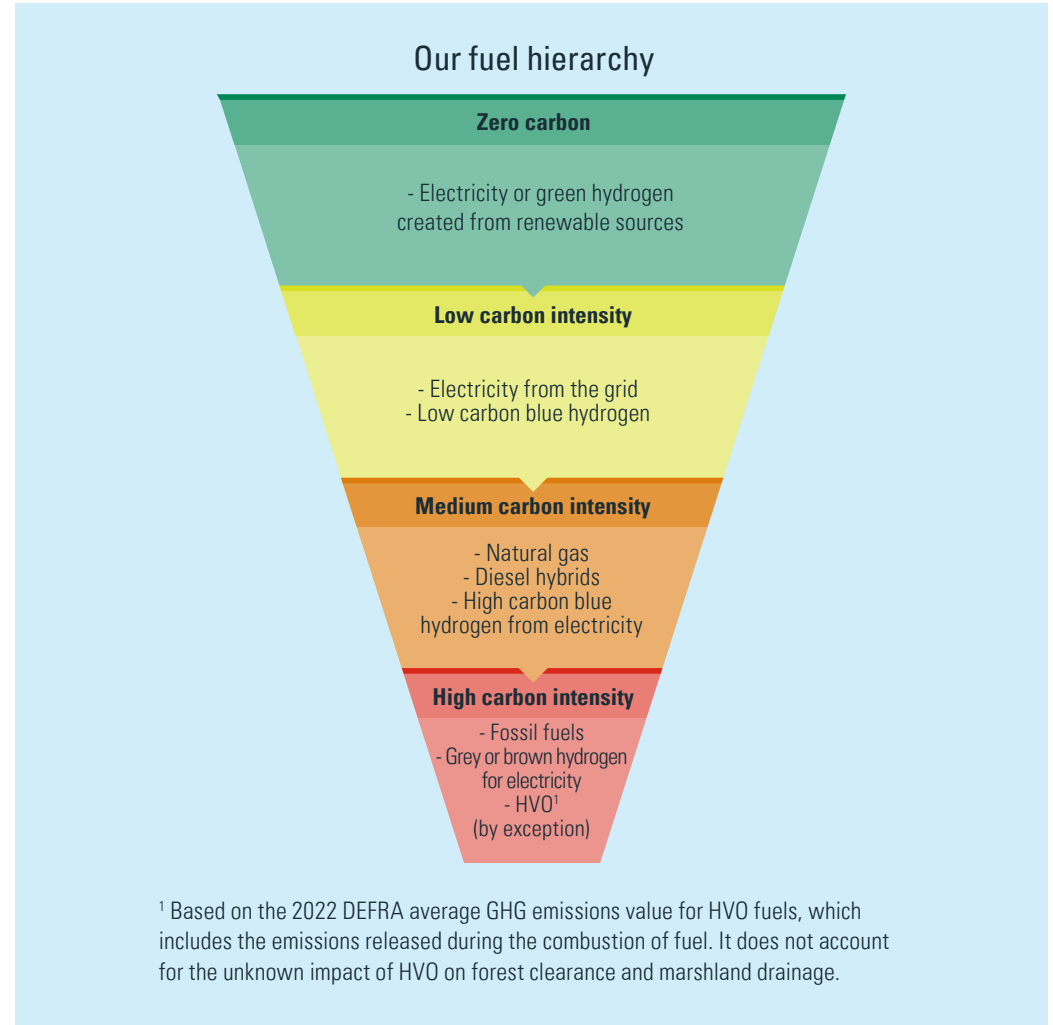 Our fuel hierarchy
Zero carbon
- Electricity or green hydrogen
created from renewable sources
Low carbon intensity
- Electricity from the grid
- Low carbon blue hydrogen
Medium carbon intensity
- Natural gas
- Diesel hybrids
- High carbon blue
hydrogen from electricity
High carbon intensity
- Fossil fuels
- Grey or brown hydrogen
for electricity
- HVO¹
(by exception)
¹ Based on the 2022 DEFRA average GHG emissions value for HVO fuels, which
includes the emissions released during the combustion of fuel. It does not account
for the unknown impact of HVO on forest clearance and marshland drainage.